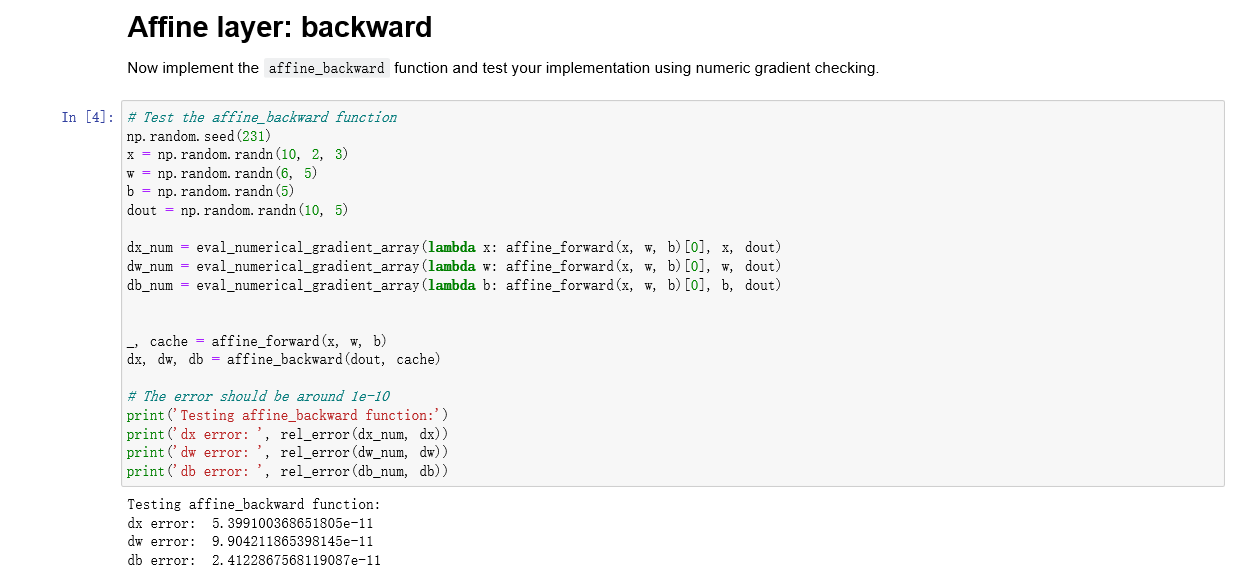 Affine layer: backward
Now implement the affine_backward function and test your implementation using numeric gradient checking.
In [4]: # Test the affine_backward function
np.random.seed(231)
x = np.random.randn(10, 2, 3)
w = np.random.randn(6, 5)
b = np.random.randn(5)
dout = np.random.randn(10, 5)
dx_num = eval_numerical_gradient_array(lambda x: affine_forward(x, w, b)[0], x, dout)
dw_num = eval_numerical_gradient_array(lambda w: affine_forward(x, w, b)[0], w, dout)
db_num = eval_numerical_gradient_array(lambda b: affine_forward(x, w, b)[0], b, dout)
_, cache = affine_forward(x, w, b)
dx, dw, db = affine_backward(dout, cache)
# The error should be around 1e-10
print('Testing affine_backward function:')
print('dx error: ', rel_error(dx_num, dx))
print('dw error: ', rel_error(dw_num, dw))
print('db error: ', rel_error(db_num, db))
Testing affine_backward function:
dx error:  5.399100368651805e-11
dw error:  9.904211865398145e-11
db error:  2.4122867568119087e-11